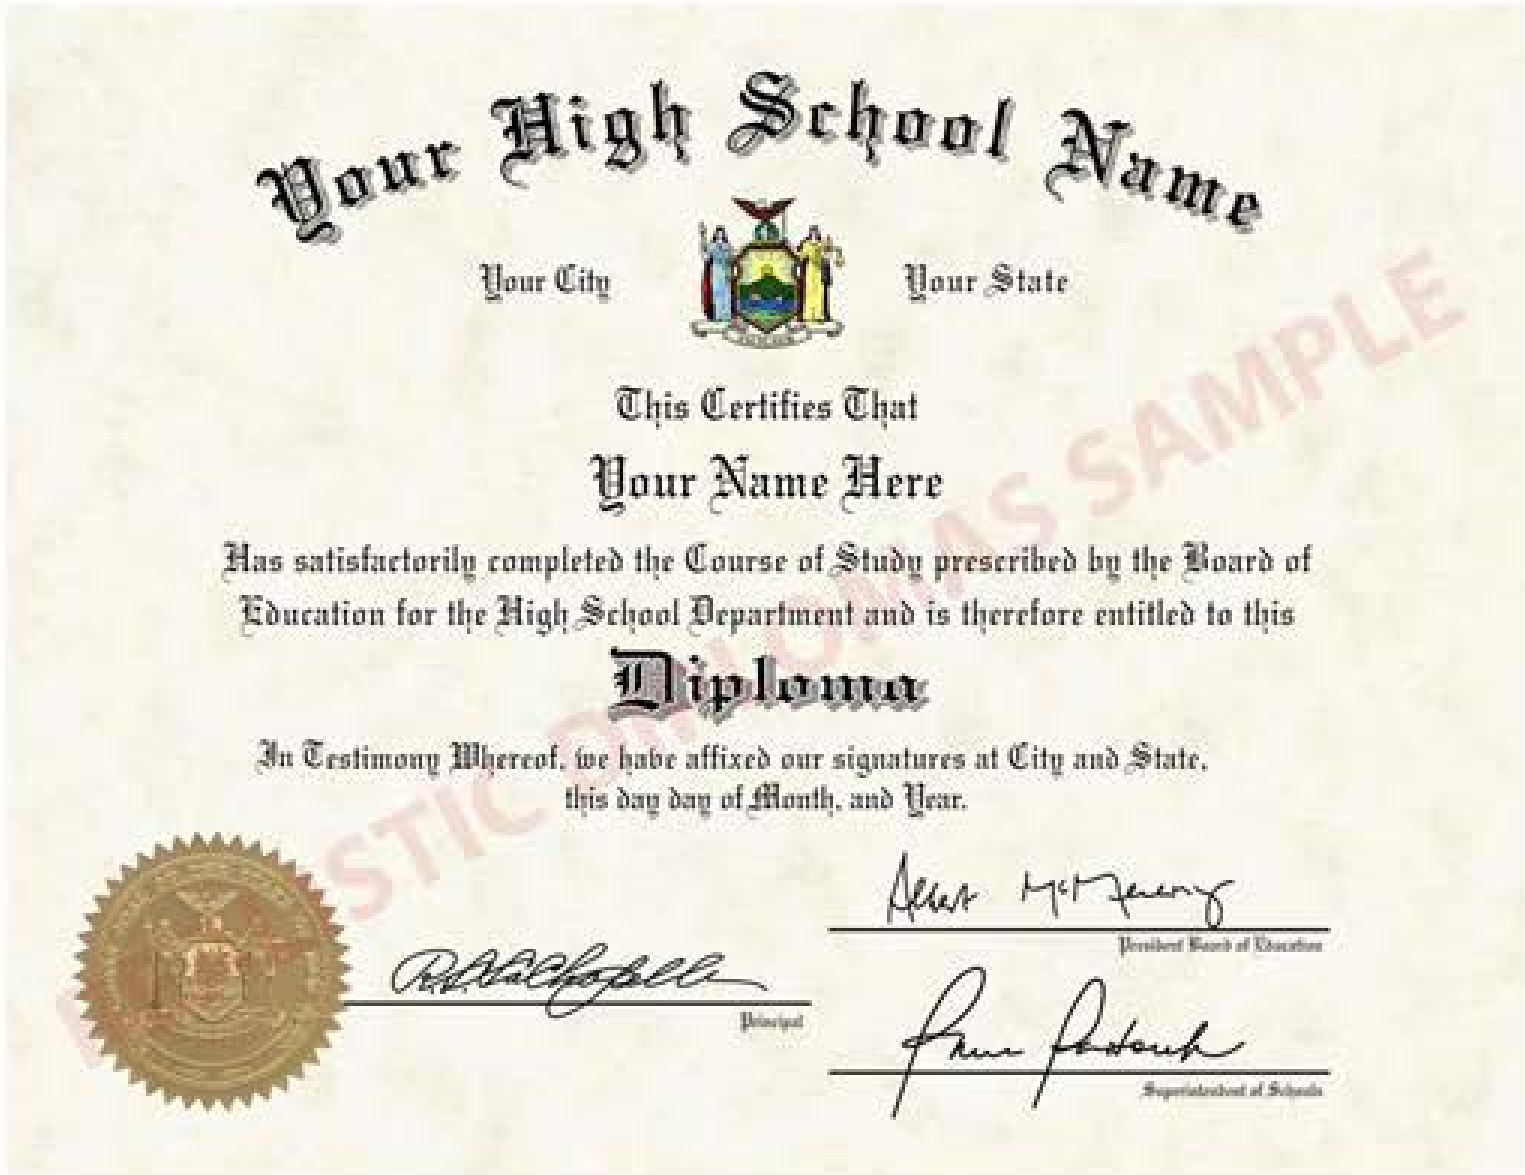 Your High School Name
Your City
Your State
This Certifies That
Your Name Here
Has satisfactorily completed the Course of Study prescribed by the Board of
Education for the High School Department and is therefore entitled to this
Diploma
In Testimony Whereof, we have affixed our signatures at City and State,
this day day of Month, and Year.
President Board of Education
Principal
Superintendent of Schools
SAMPLE